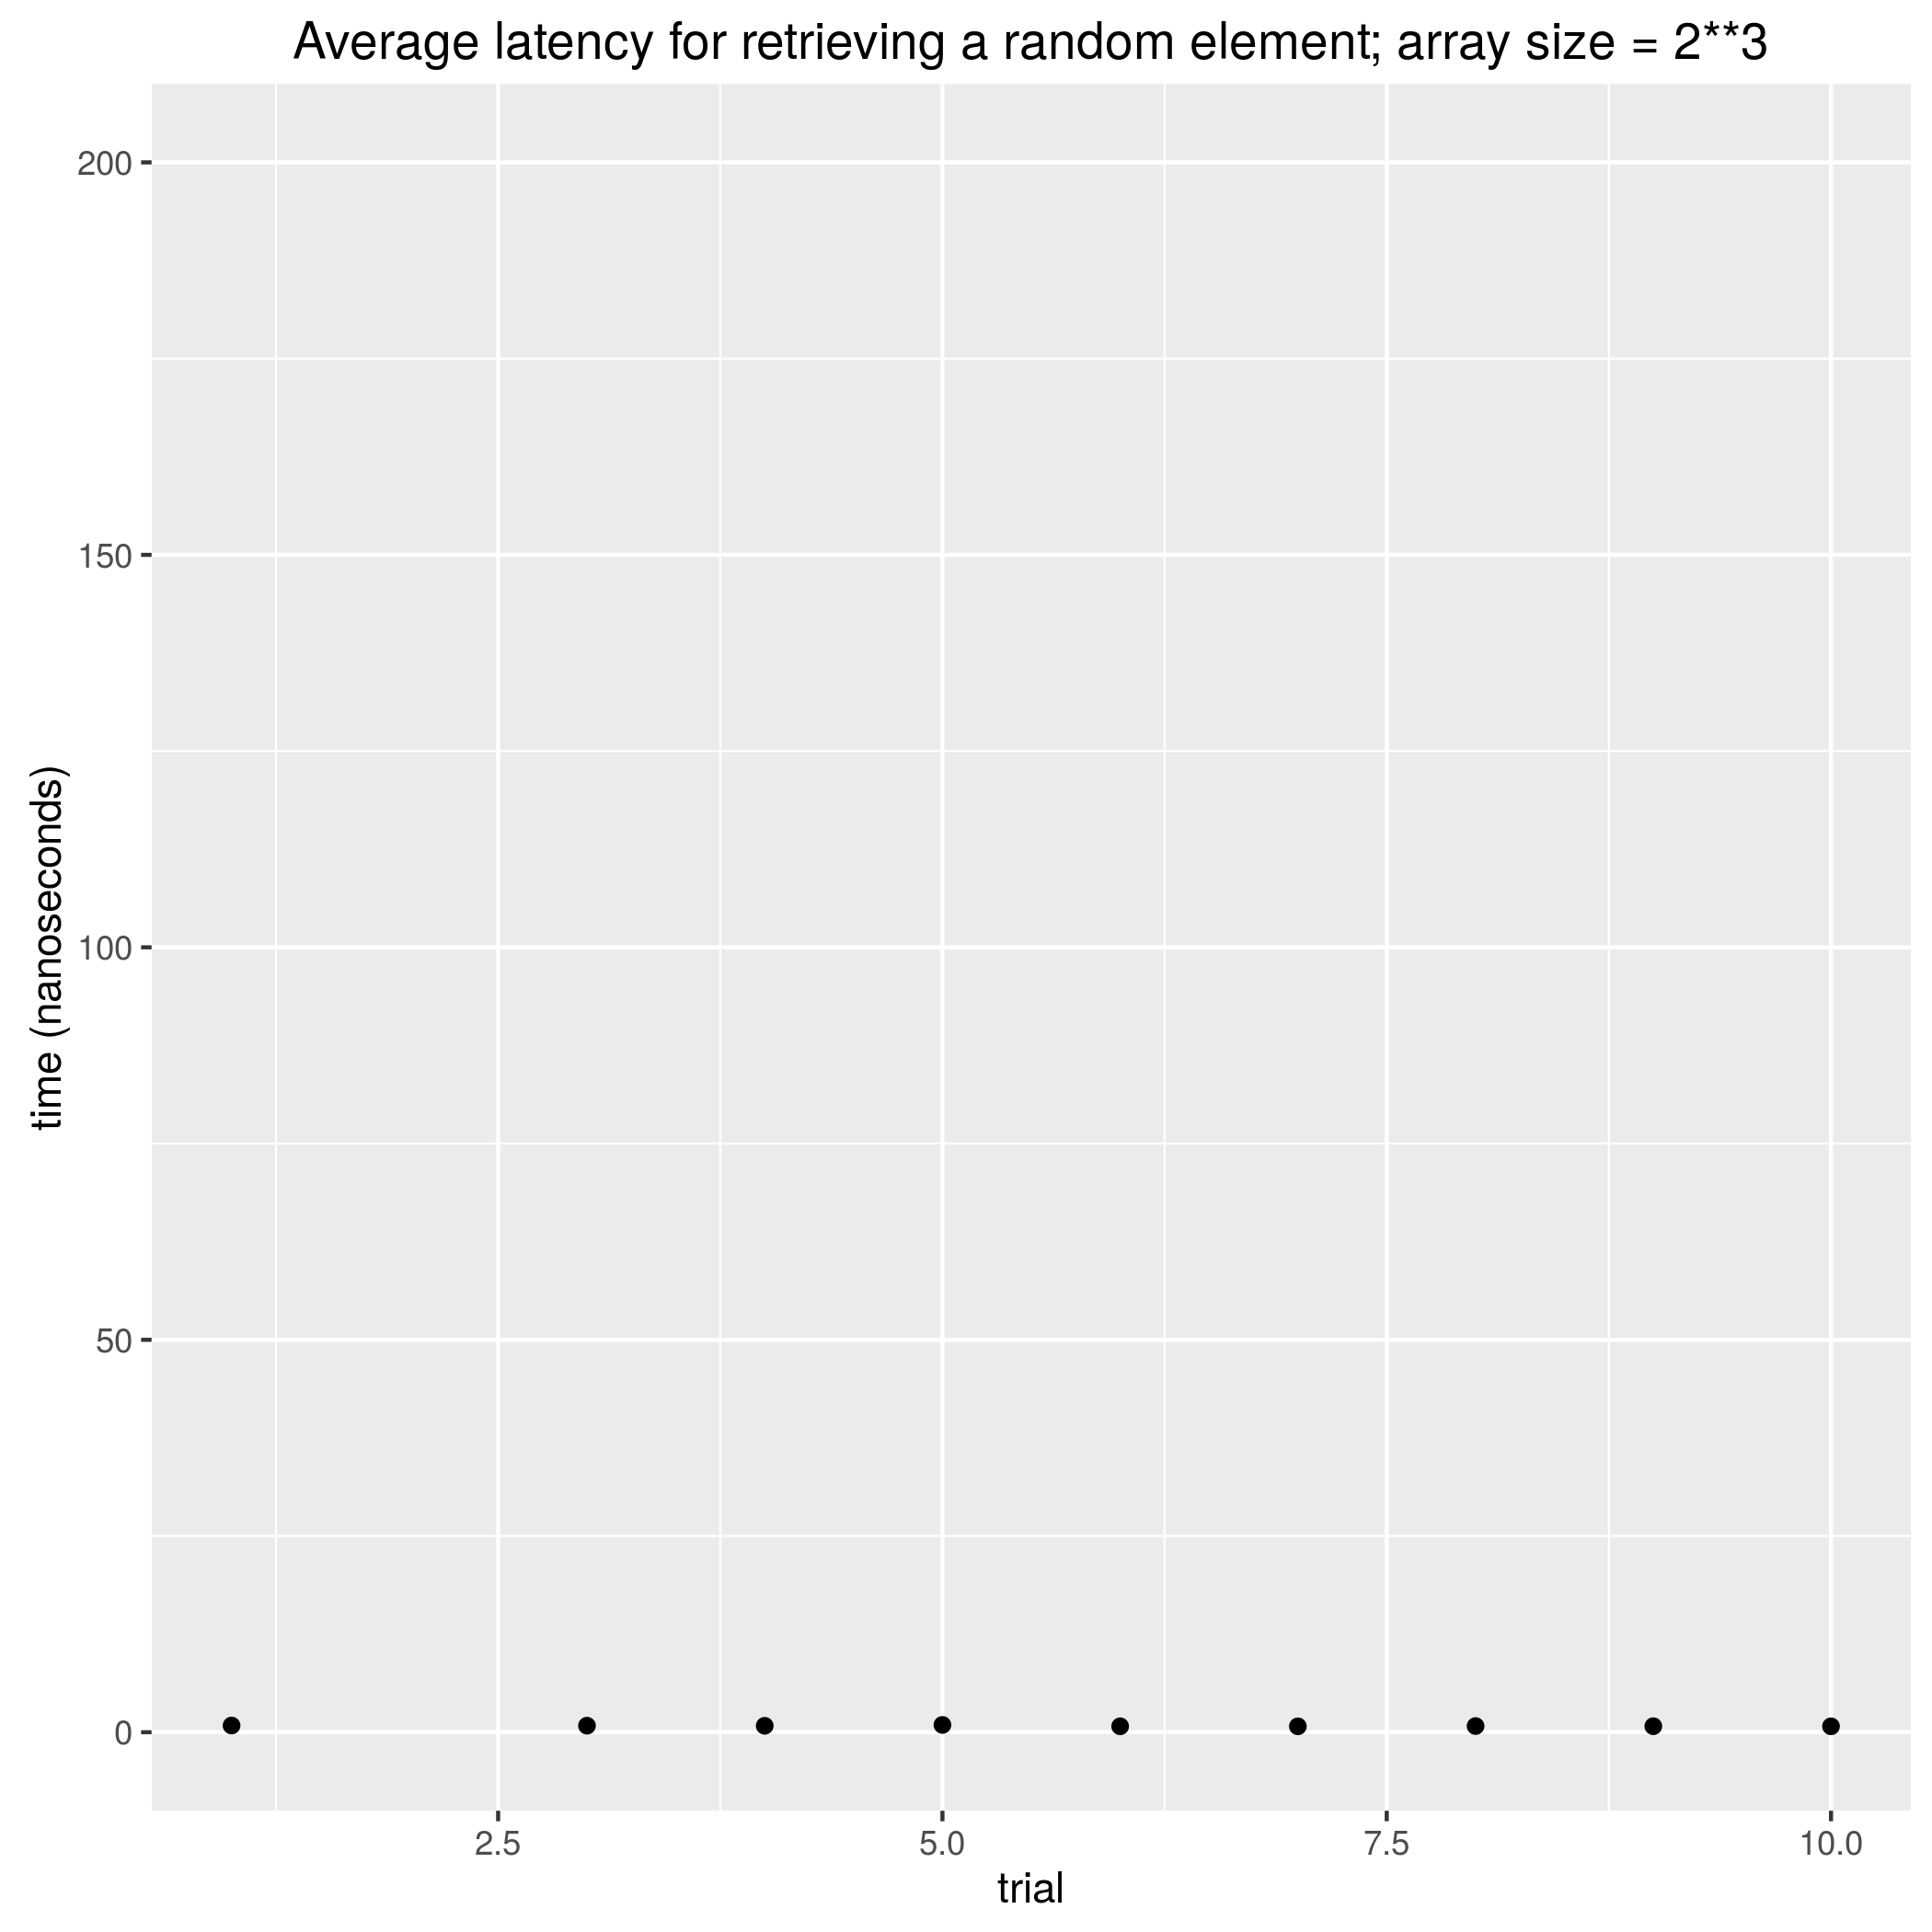 Average latency for retrieving a random element; array size = 2**3
200
150
100
50
0
time (nanoseconds)
2.5 5.0 7.5 10.0
trial